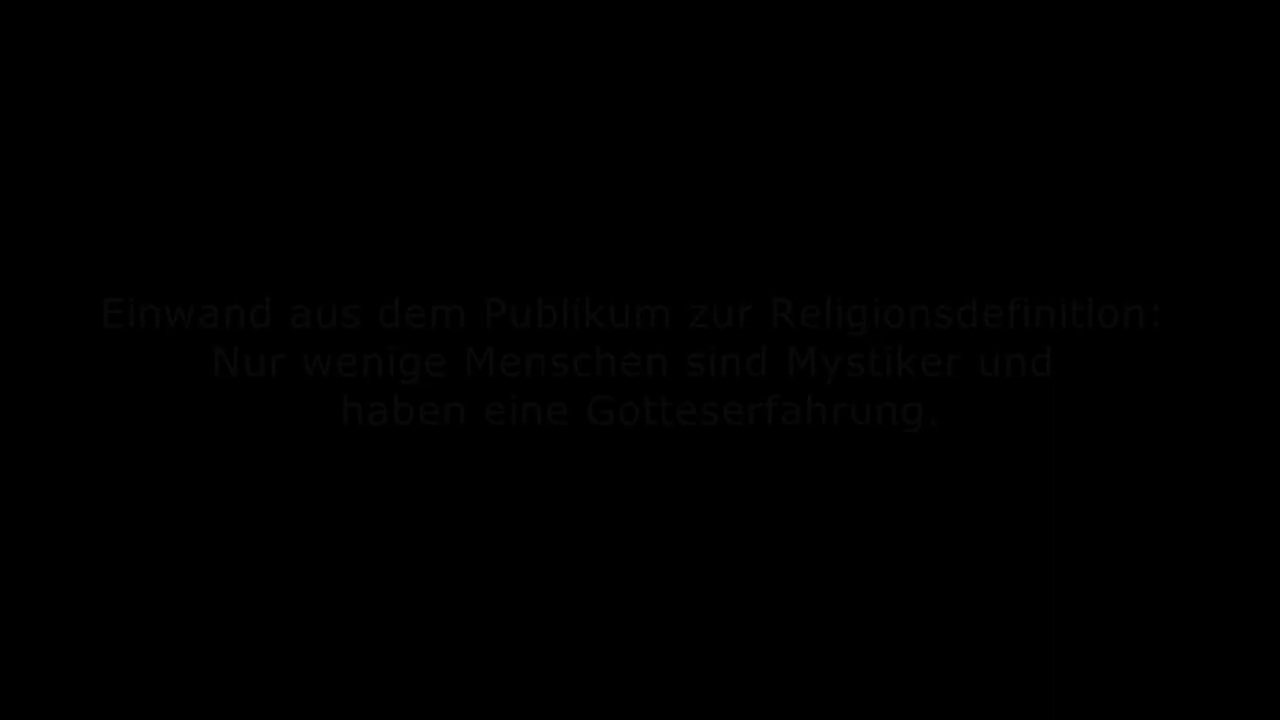 Einwand aus dem Publikum zur Religionsdefinition:
Nur wenige Menschen sind Mystiker und
haben eine Gotteserfahrung.